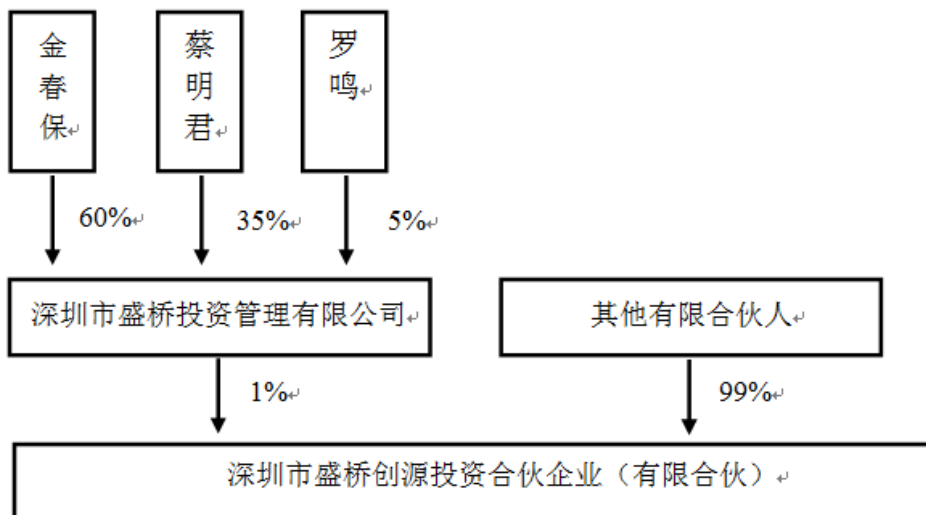 金春保
蔡明君
罗鸣
60%
35%
5%
深圳市盛桥投资管理有限公司
其他有限合伙人
1%
99%
深圳市盛桥创源投资合伙企业（有限合伙）